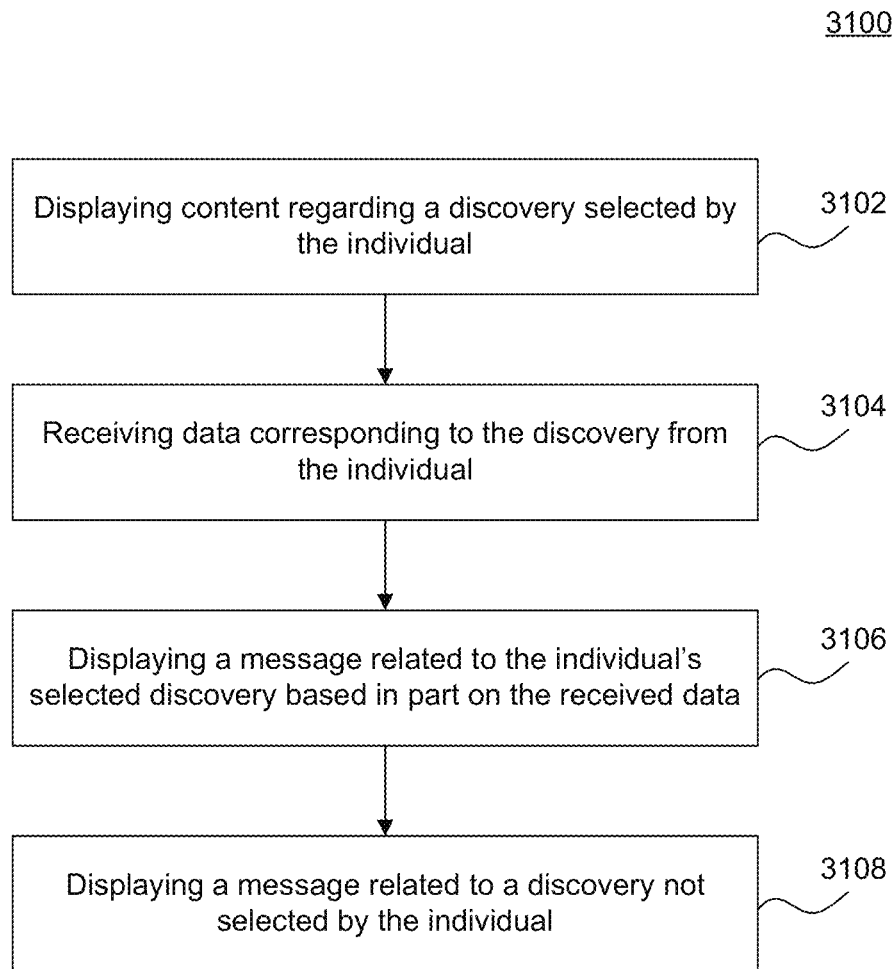 3100
Displaying content regarding a discovery selected by
the individual
3102
Receiving data corresponding to the discovery from
the individual
3104
Displaying a message related to the individual's
selected discovery based in part on the received data
3106
Displaying a message related to a discovery not
selected by the individual
3108